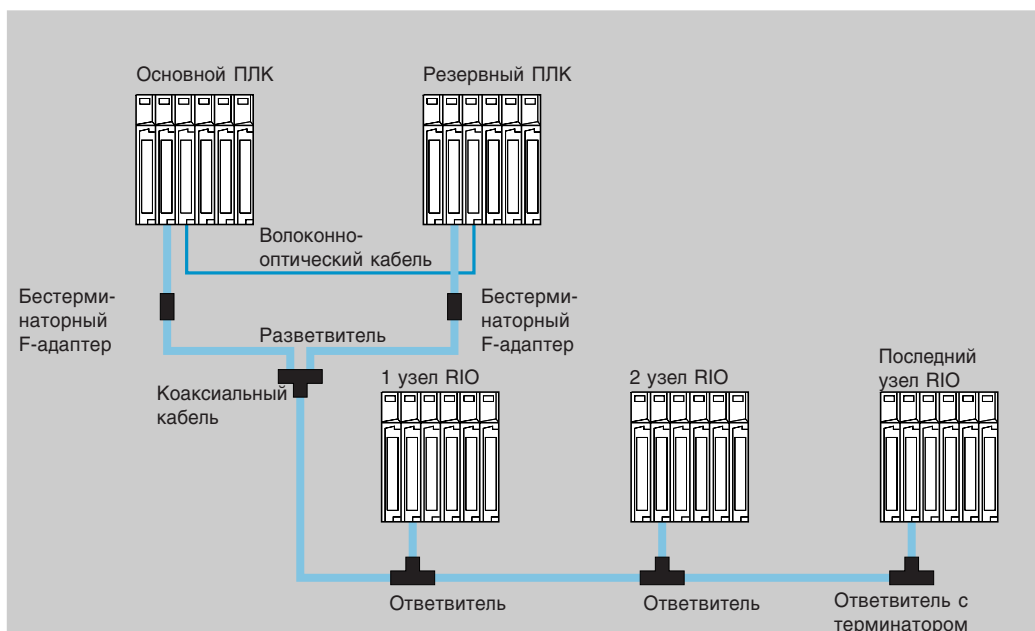 Основной ПЛК
Резервный ПЛК
Волоконно-
оптический кабель
Бестерми-
наторный
F-адаптер
Разветвитель
Бестерми-
наторный
F-адаптер
Коаксиальный
кабель
1 узел RIO
2 узел RIO
Последний
узел RIO
Ответвитель
Ответвитель
Ответвитель с
терминатором